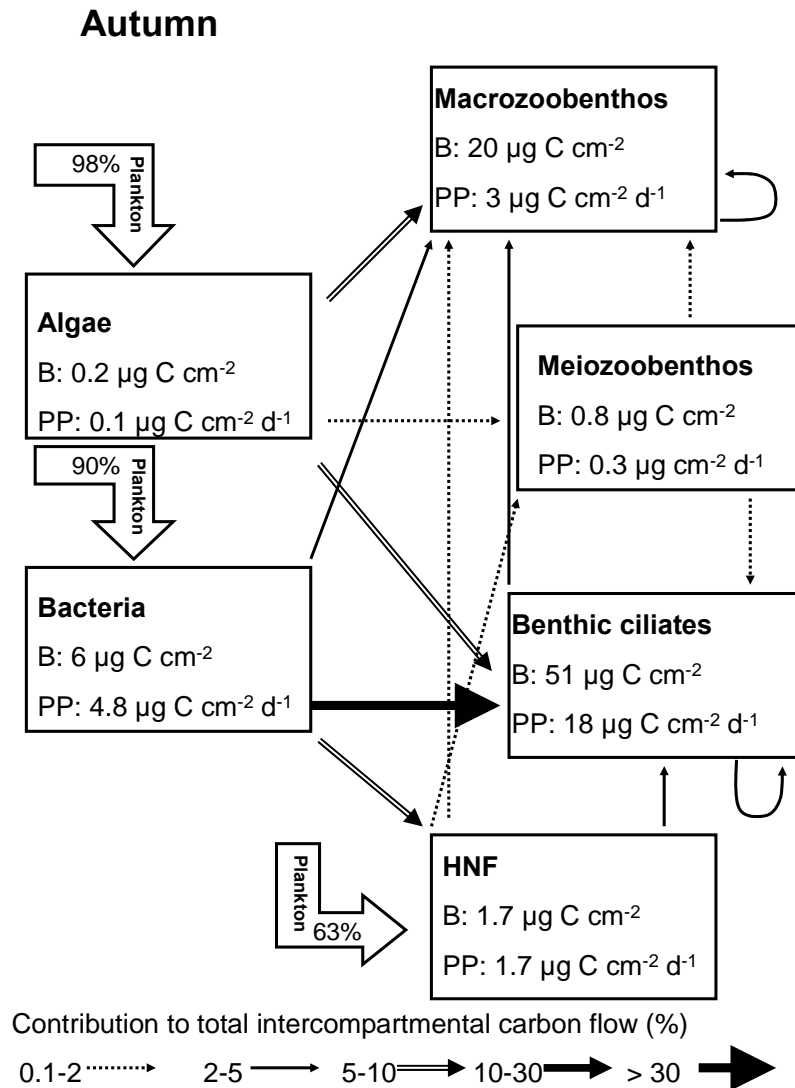 Autumn
Macrozoobenthos
B: 20 µg C cm-2
PP: 3 µg C cm-2 d-1
98%
Plankton
Algae
B: 0.2 µg C cm-2
PP: 0.1 µg C cm-2 d-1
Meiozoobenthos
B: 0.8 µg C cm-2
PP: 0.3 µg cm-2 d-1
90%
Plankton
Bacteria
B: 6 µg C cm-2
PP: 4.8 µg C cm-2 d-1
Benthic ciliates
B: 51 µg C cm-2
PP: 18 µg C cm-2 d-1
Plankton
63%
HNF
B: 1.7 µg C cm-2
PP: 1.7 µg C cm-2 d-1
Contribution to total intercompartmental carbon flow (%)
0.1-2 2-5 5-10 10-30 > 30